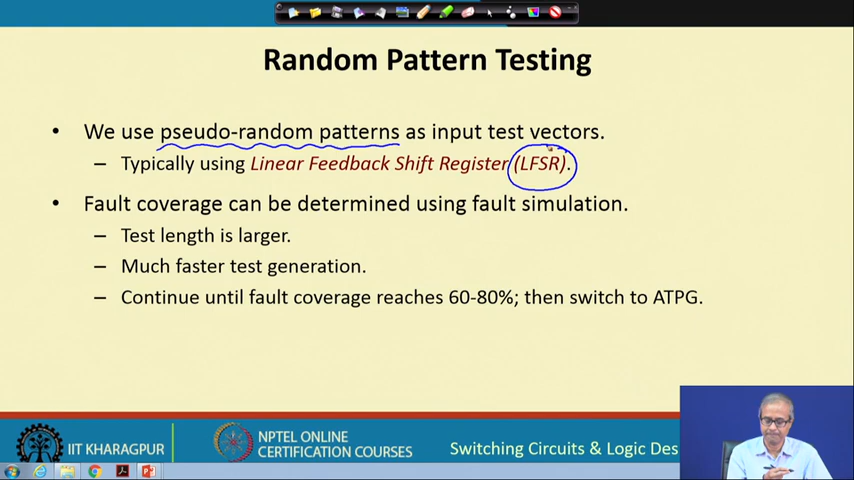 Random Pattern Testing
• We use pseudo-random patterns as input test vectors.
– Typically using Linear Feedback Shift Register (LFSR).
• Fault coverage can be determined using fault simulation.
– Test length is larger.
– Much faster test generation.
– Continue until fault coverage reaches 60-80%; then switch to ATPG.
IIT KHARAGPUR
NPTEL ONLINE
CERTIFICATION COURSES
Switching Circuits & Logic Des